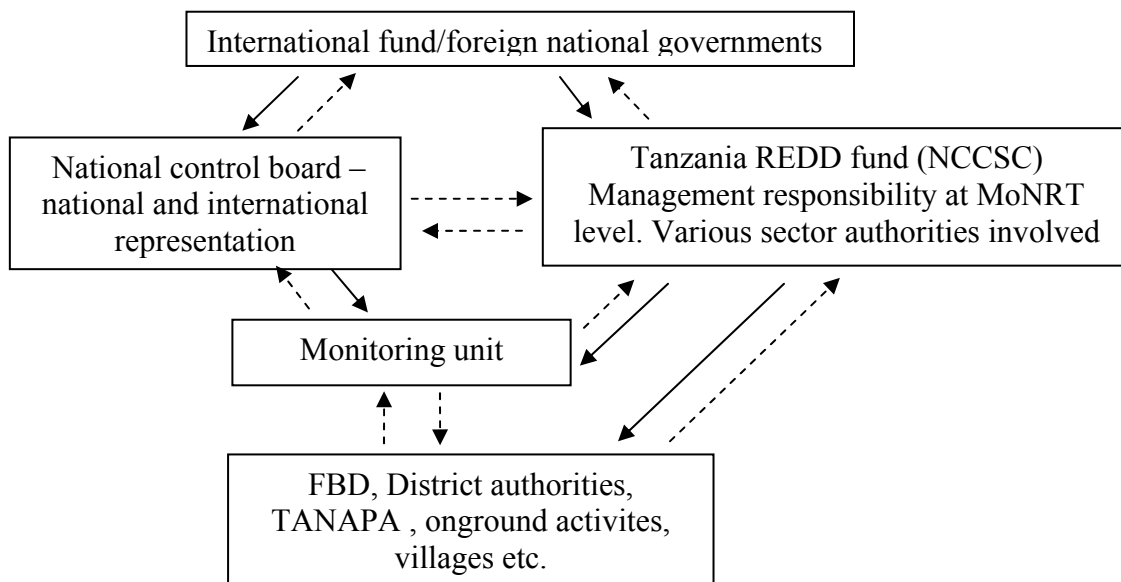 International fund/foreign national governments
National control board –
national and international
representation
Tanzania REDD fund (NCCSC)
Management responsibility at MoNRT
level. Various sector authorities involved
Monitoring unit
FBD, District authorities,
TANAPA , onground activites,
villages etc.